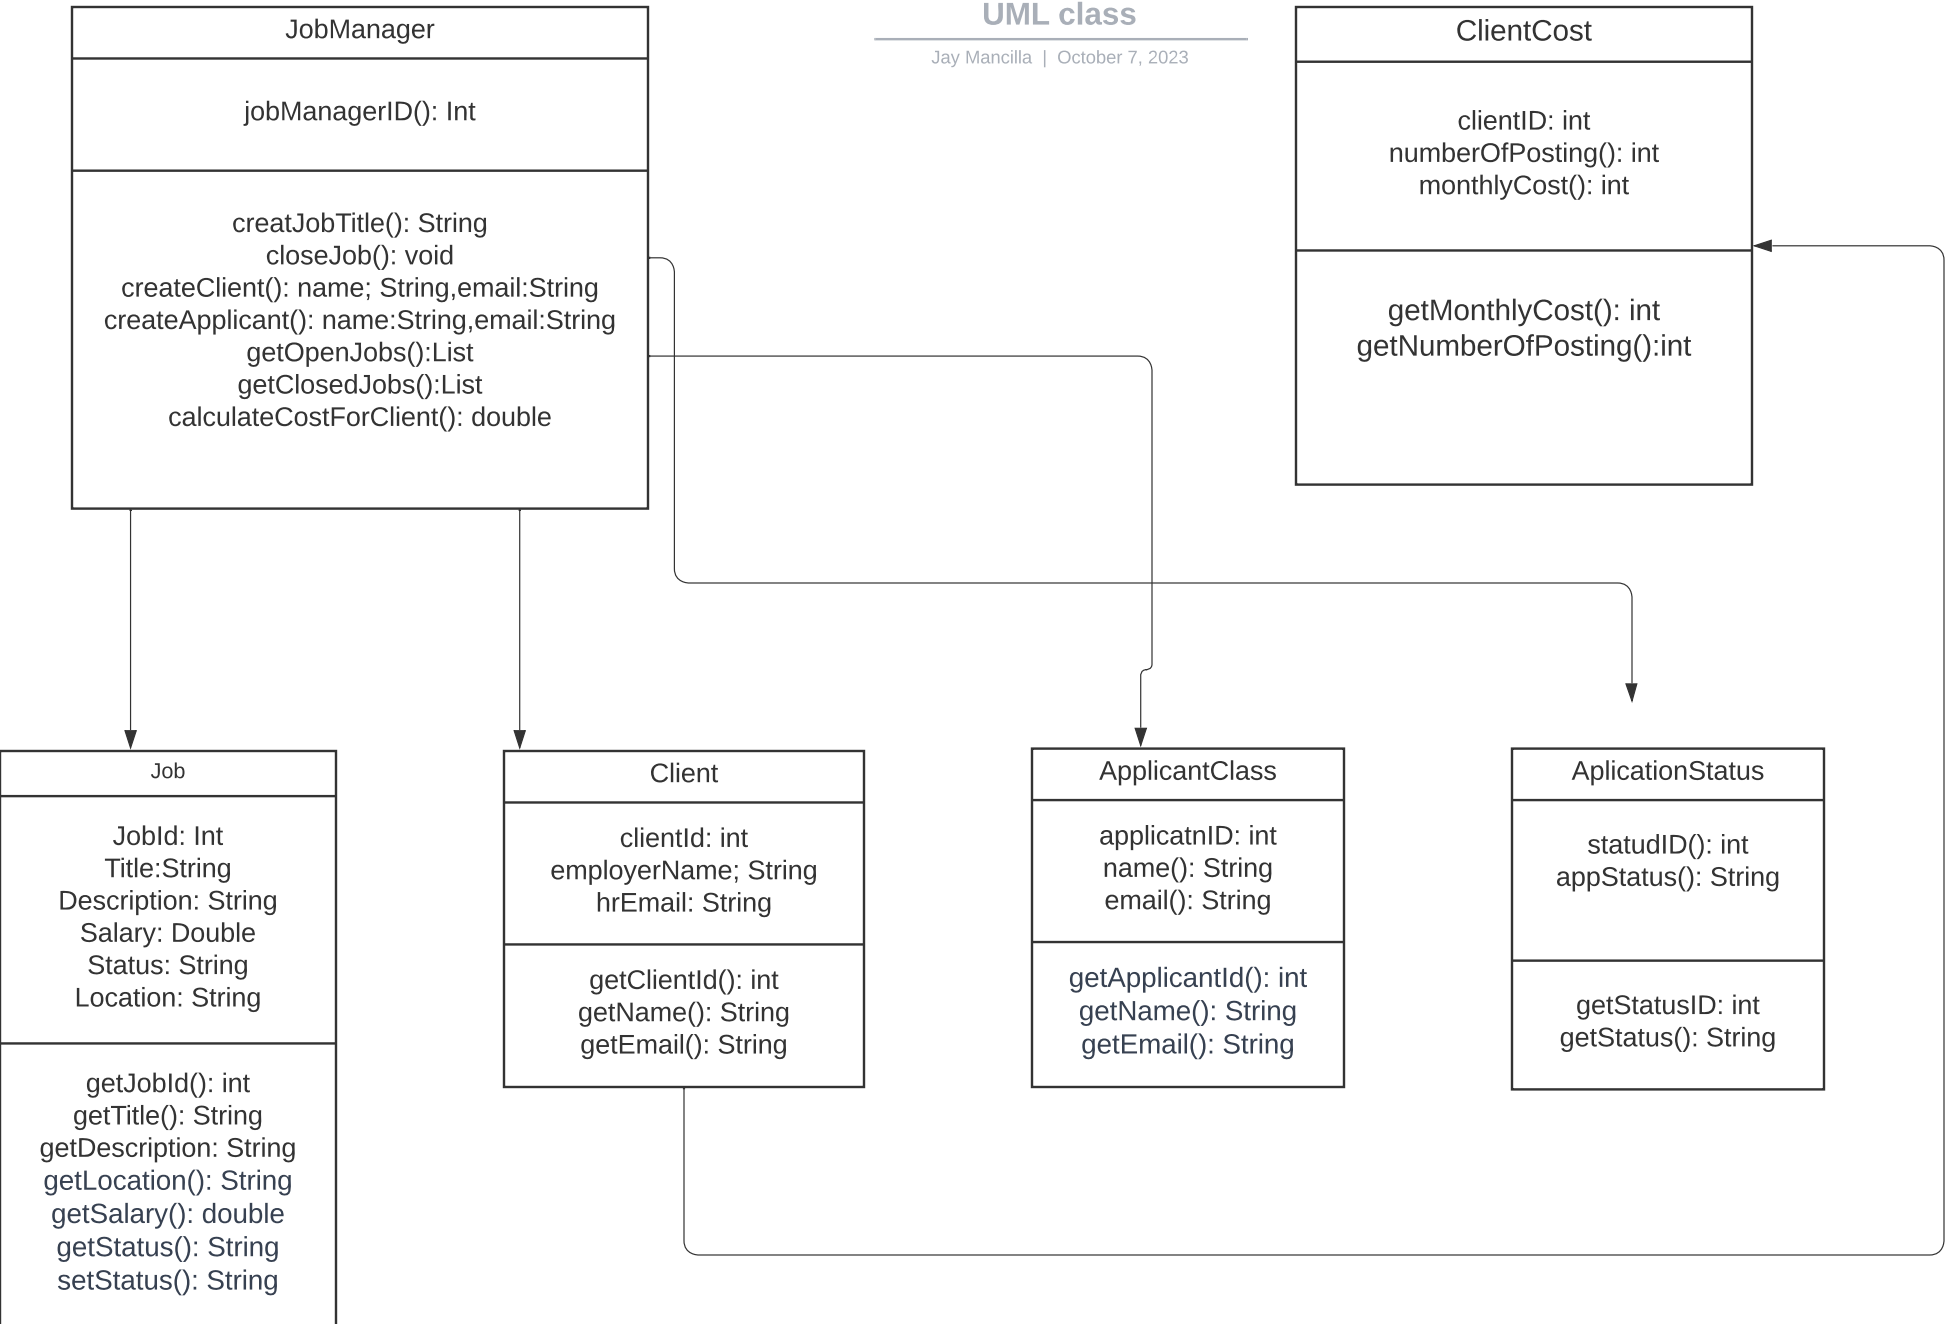 UML class
Jay Mancilla | October 7, 2023
JobManager
jobManagerID(): Int
creatJobTitle(): String
closeJob(): void
createClient(): name; String,email:String
createApplicant(): name:String,email:String
getOpenJobs():List
getClosedJobs():List
calculateCostForClient(): double
ClientCost
clientID: int
numberOfPosting(): int
monthlyCost(): int
getMonthlyCost(): int
getNumberOfPosting():int
Job
JobId: Int
Title:String
Description: String
Salary: Double
Status: String
Location: String
getJobId(): int
getTitle(): String
getDescription: String
getLocation(): String
getSalary(): double
getStatus(): String
setStatus(): String
Client
clientId: int
employerName; String
hrEmail: String
getClientId(): int
getName(): String
getEmail(): String
ApplicantClass
applicatnID: int
name(): String
email(): String
getApplicantId(): int
getName(): String
getEmail(): String
AplicationStatus
statudID(): int
appStatus(): String
getStatusID: int
getStatus(): String